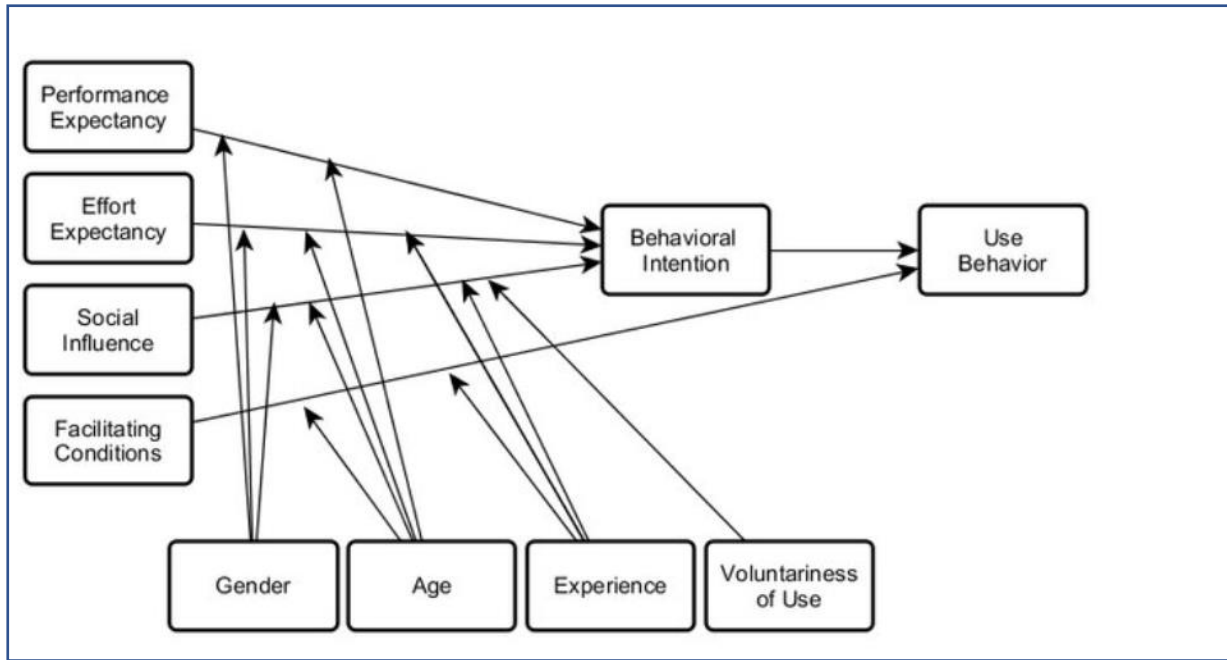 Performance
Expectancy
Effort
Expectancy
Social
Influence
Facilitating
Conditions
Behavioral
Intention
Use
Behavior
Gender
Age
Experience
Voluntariness
of Use